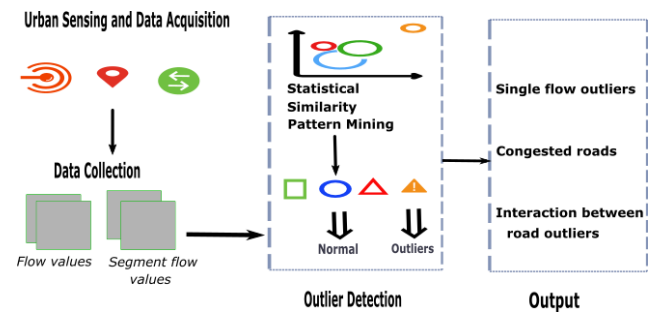 Urban Sensing and Data Acquisition
Data Collection
Flow values
Segment flow
values
Statistical
Similarity
Pattern Mining
!
Normal
Outliers
Outlier Detection
Single flow outliers
Congested roads
Interaction between
road outliers
Output